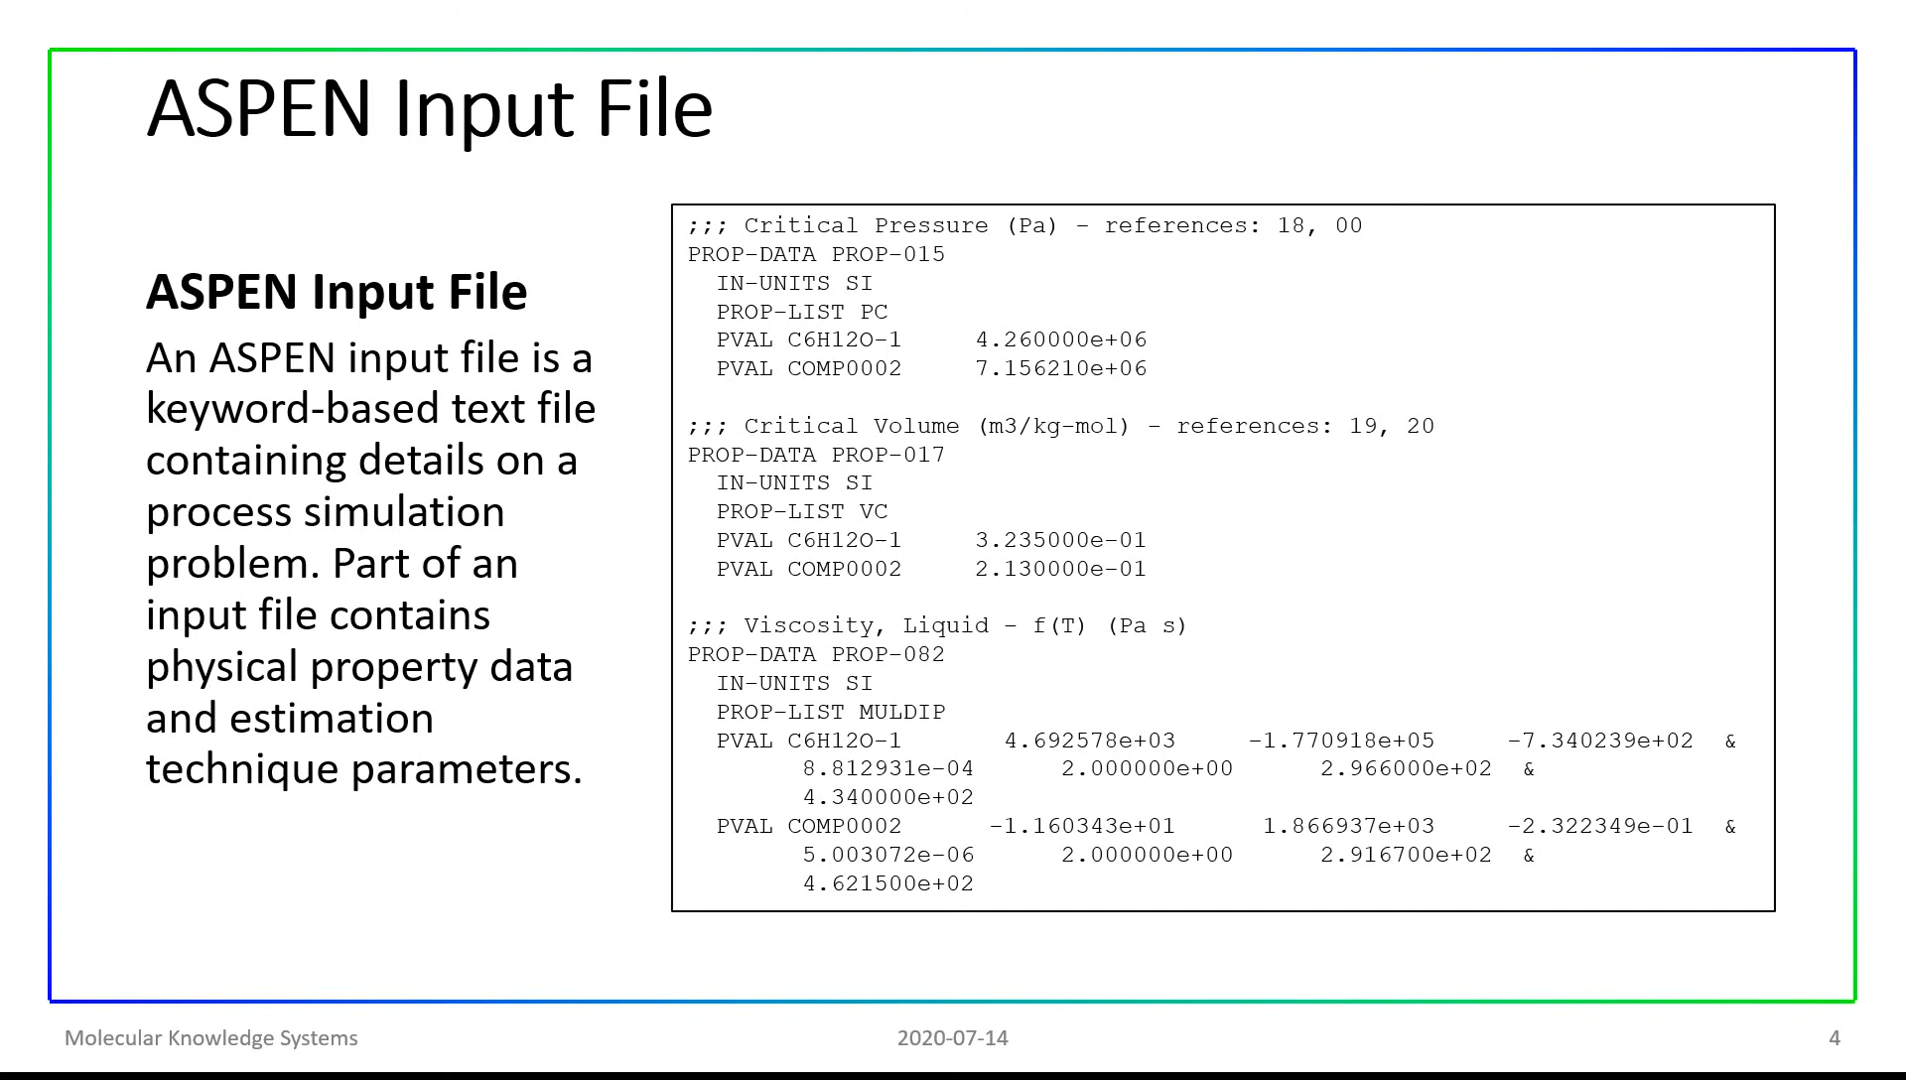 ASPEN Input File
ASPEN Input File
An ASPEN input file is a
keyword-based text file
containing details on a
process simulation
problem. Part of an
input file contains
physical property data
and estimation
technique parameters.
;;; Critical Pressure (Pa) - references: 18, 00
PROP-DATA PROP-015
  IN-UNITS SI
  PROP-LIST PC
  PVAL C6H12O-1     4.260000e+06
  PVAL COMP0002     7.156210e+06

;;; Critical Volume (m3/kg-mol) - references: 19, 20
PROP-DATA PROP-017
  IN-UNITS SI
  PROP-LIST VC
  PVAL C6H12O-1     3.235000e-01
  PVAL COMP0002     2.130000e-01

;;; Viscosity, Liquid - f(T) (Pa s)
PROP-DATA PROP-082
  IN-UNITS SI
  PROP-LIST MULDIP
  PVAL C6H12O-1       4.692578e+03     -1.770918e+05     -7.340239e+02  &
        8.812931e-04      2.000000e+00      2.966000e+02  &
        4.340000e+02
  PVAL COMP0002      -1.160343e+01      1.866937e+03     -2.322349e-01  &
        5.003072e-06      2.000000e+00      2.916700e+02  &
        4.621500e+02
Molecular Knowledge Systems
2020-07-14
4